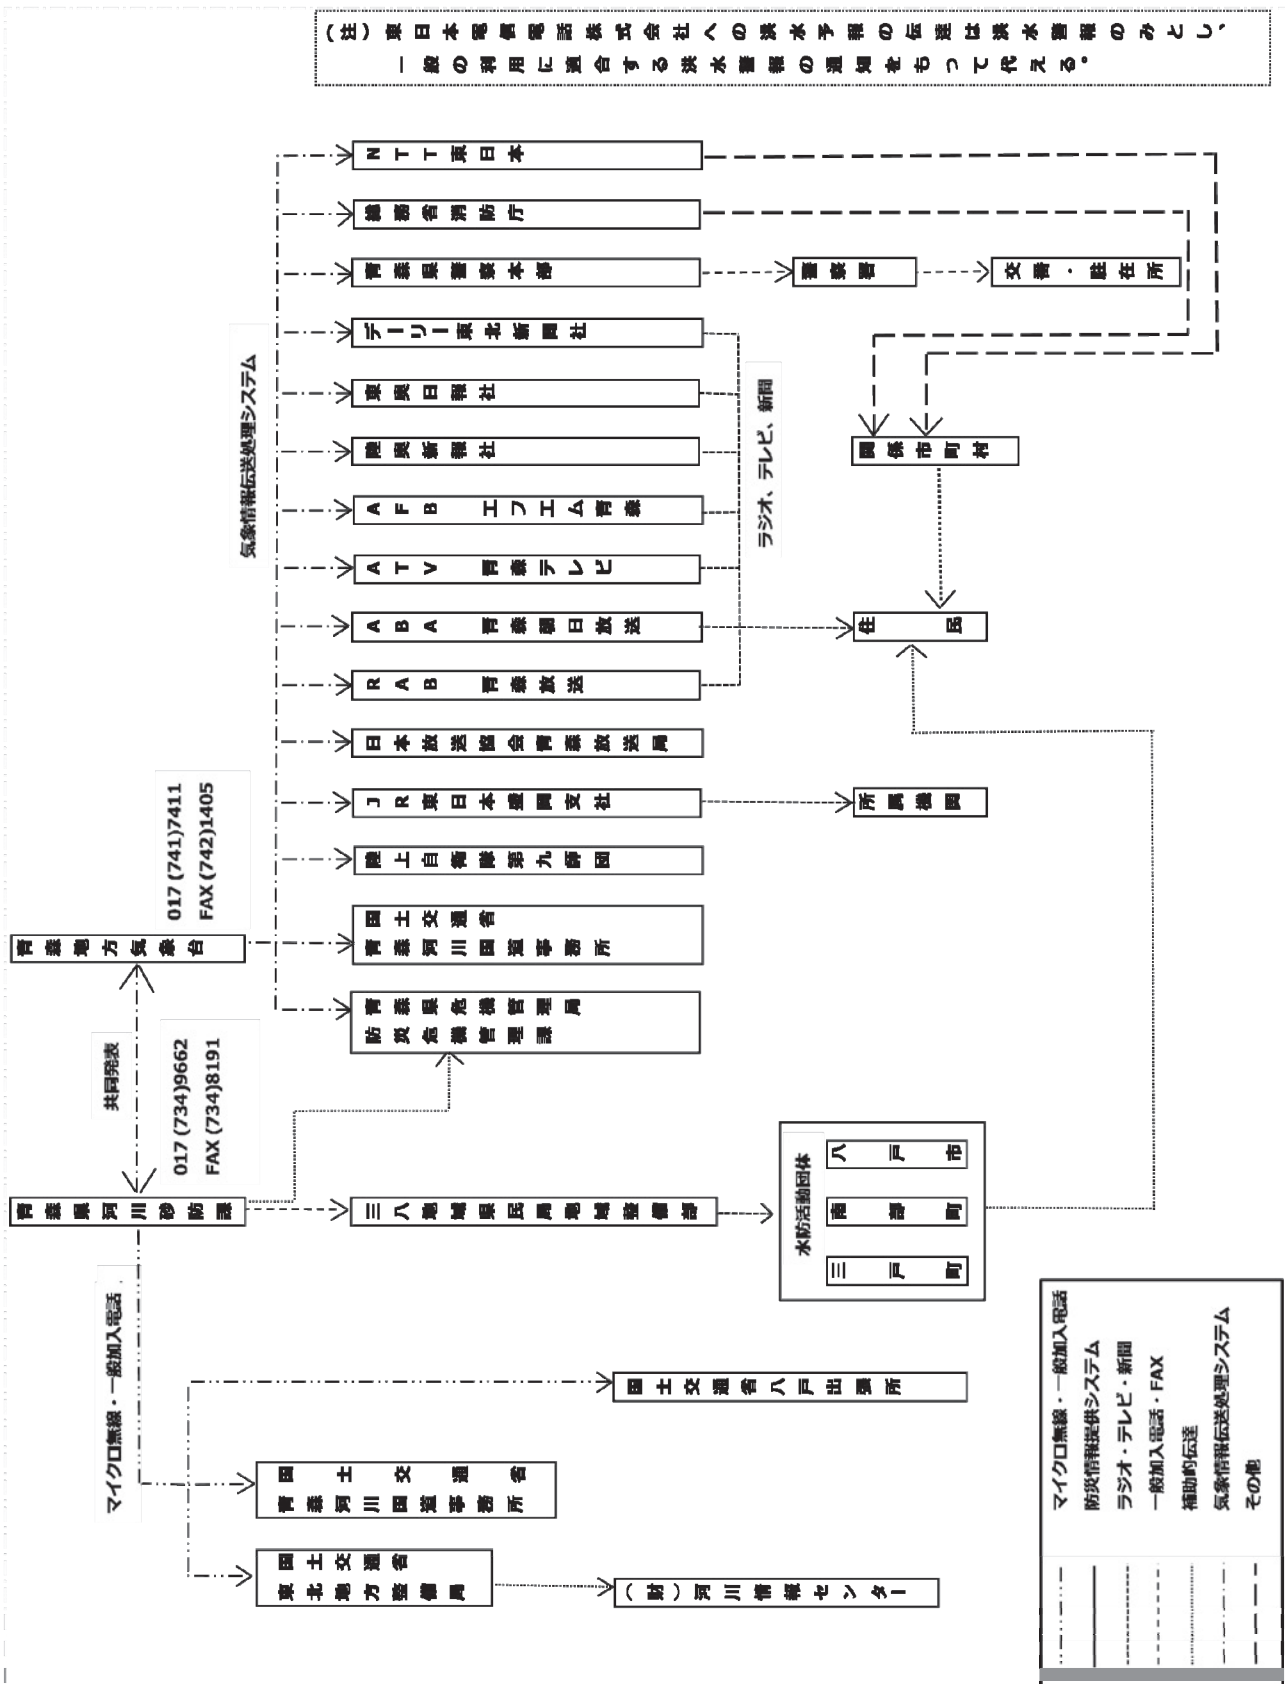 (注)東日本電信電話株式会社への洪水予報の伝達は洪水警報のみとし、
一般の利用に適合する洪水警報の通知をもって代える。
NTT東日本
総務省消防庁
青森県警察本部
警察署
交番・駐在所
デーリー東北新聞社
東奥日報社
陸奥新報社
AFB エフエム青森
ATV 青森テレビ
ABA 青森朝日放送
RAB 青森放送
日本放送協会青森放送局
JR東日本盛岡支社
所属機関
陸上自衛隊第九師団
国土交通省
青森河川国道事務所
青森県危機管理局
防災危機管理課
気象情報伝送処理システム
ラジオ、テレビ、新聞
関係市町村
住民
青森地方気象台
017 (741)7411
FAX (742)1405
共同発表
017 (734)9662
FAX (734)8191
青森県河川砂防課
三八地域県民局地域整備部
水防活動団体
八戸市
南部町
三戸町
マイクロ無線・一般加入電話
国土交通省八戸出張所
国土交通省
青森河川国道事務所
国土交通省
東北地方整備局
(財)河川情報センター
マイクロ無線・一般加入電話
防災情報提供システム
ラジオ・テレビ・新聞
一般加入電話・FAX
補助的伝達
気象情報伝送処理システム
その他